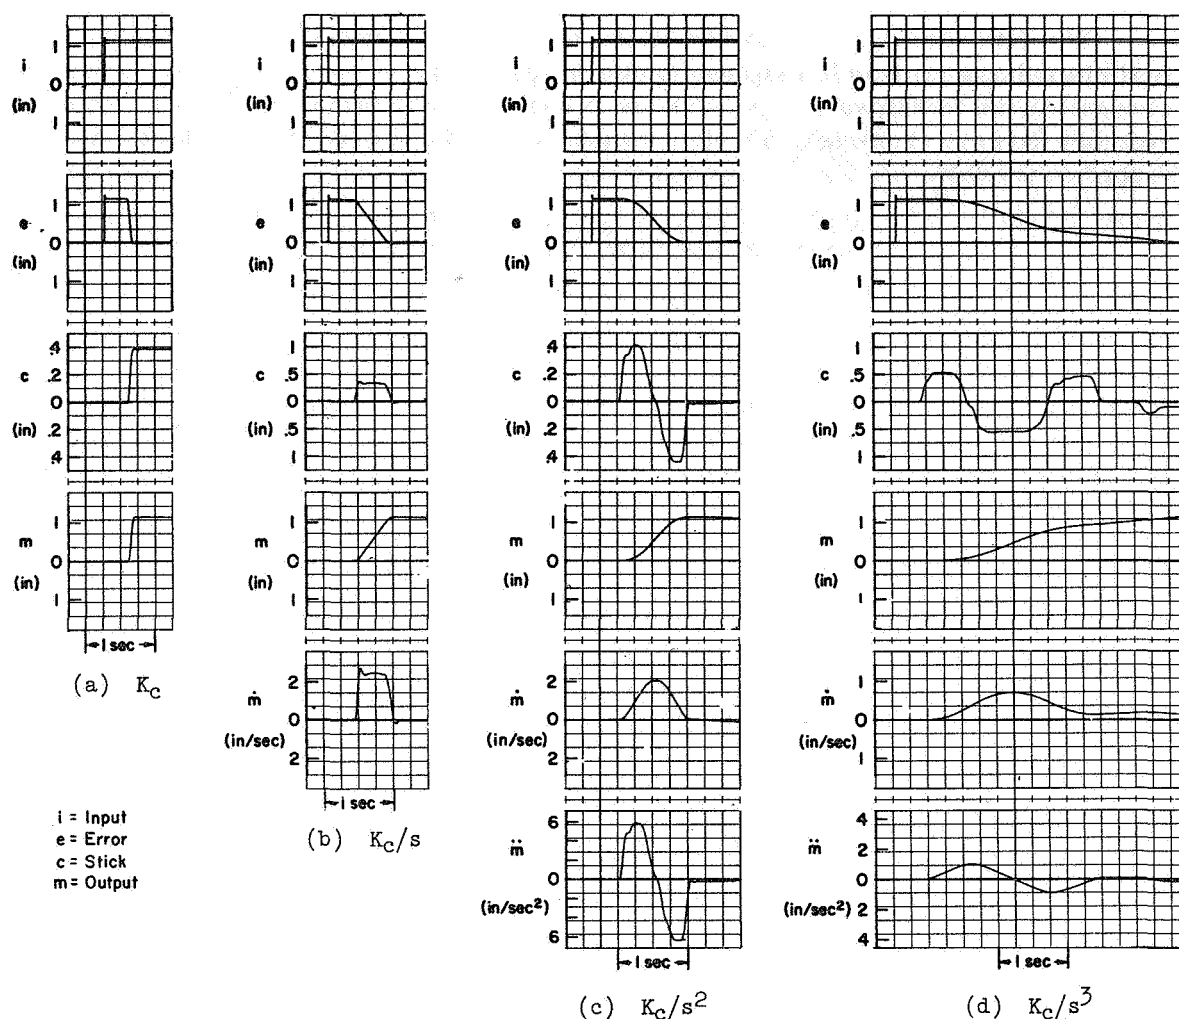 i
(in)
1
0
1
e
(in)
1
0
1
c
(in)
.4
.2
0
.2
.4
m
(in)
1
0
1
1 sec
(a) Kc
i
(in)
1
0
1
e
(in)
1
0
1
c
(in)
1
.5
0
.5
1
m
(in)
1
0
1
ṁ
(in/sec)
2
0
2
1 sec
(b) Kc/s
i
(in)
1
0
1
e
(in)
1
0
1
c
(in)
.4
.2
0
.2
.4
m
(in)
1
0
1
ṁ
(in/sec)
2
0
2
m̈
(in/sec²)
6
0
6
1 sec
(c) Kc/s²
i
(in)
1
0
1
e
(in)
1
0
1
c
(in)
1
.5
0
.5
1
m
(in)
1
0
1
ṁ
(in/sec)
1
0
1
m̈
(in/sec²)
4
2
0
2
4
1 sec
(d) Kc/s³
i = Input
e = Error
c = Stick
m = Output